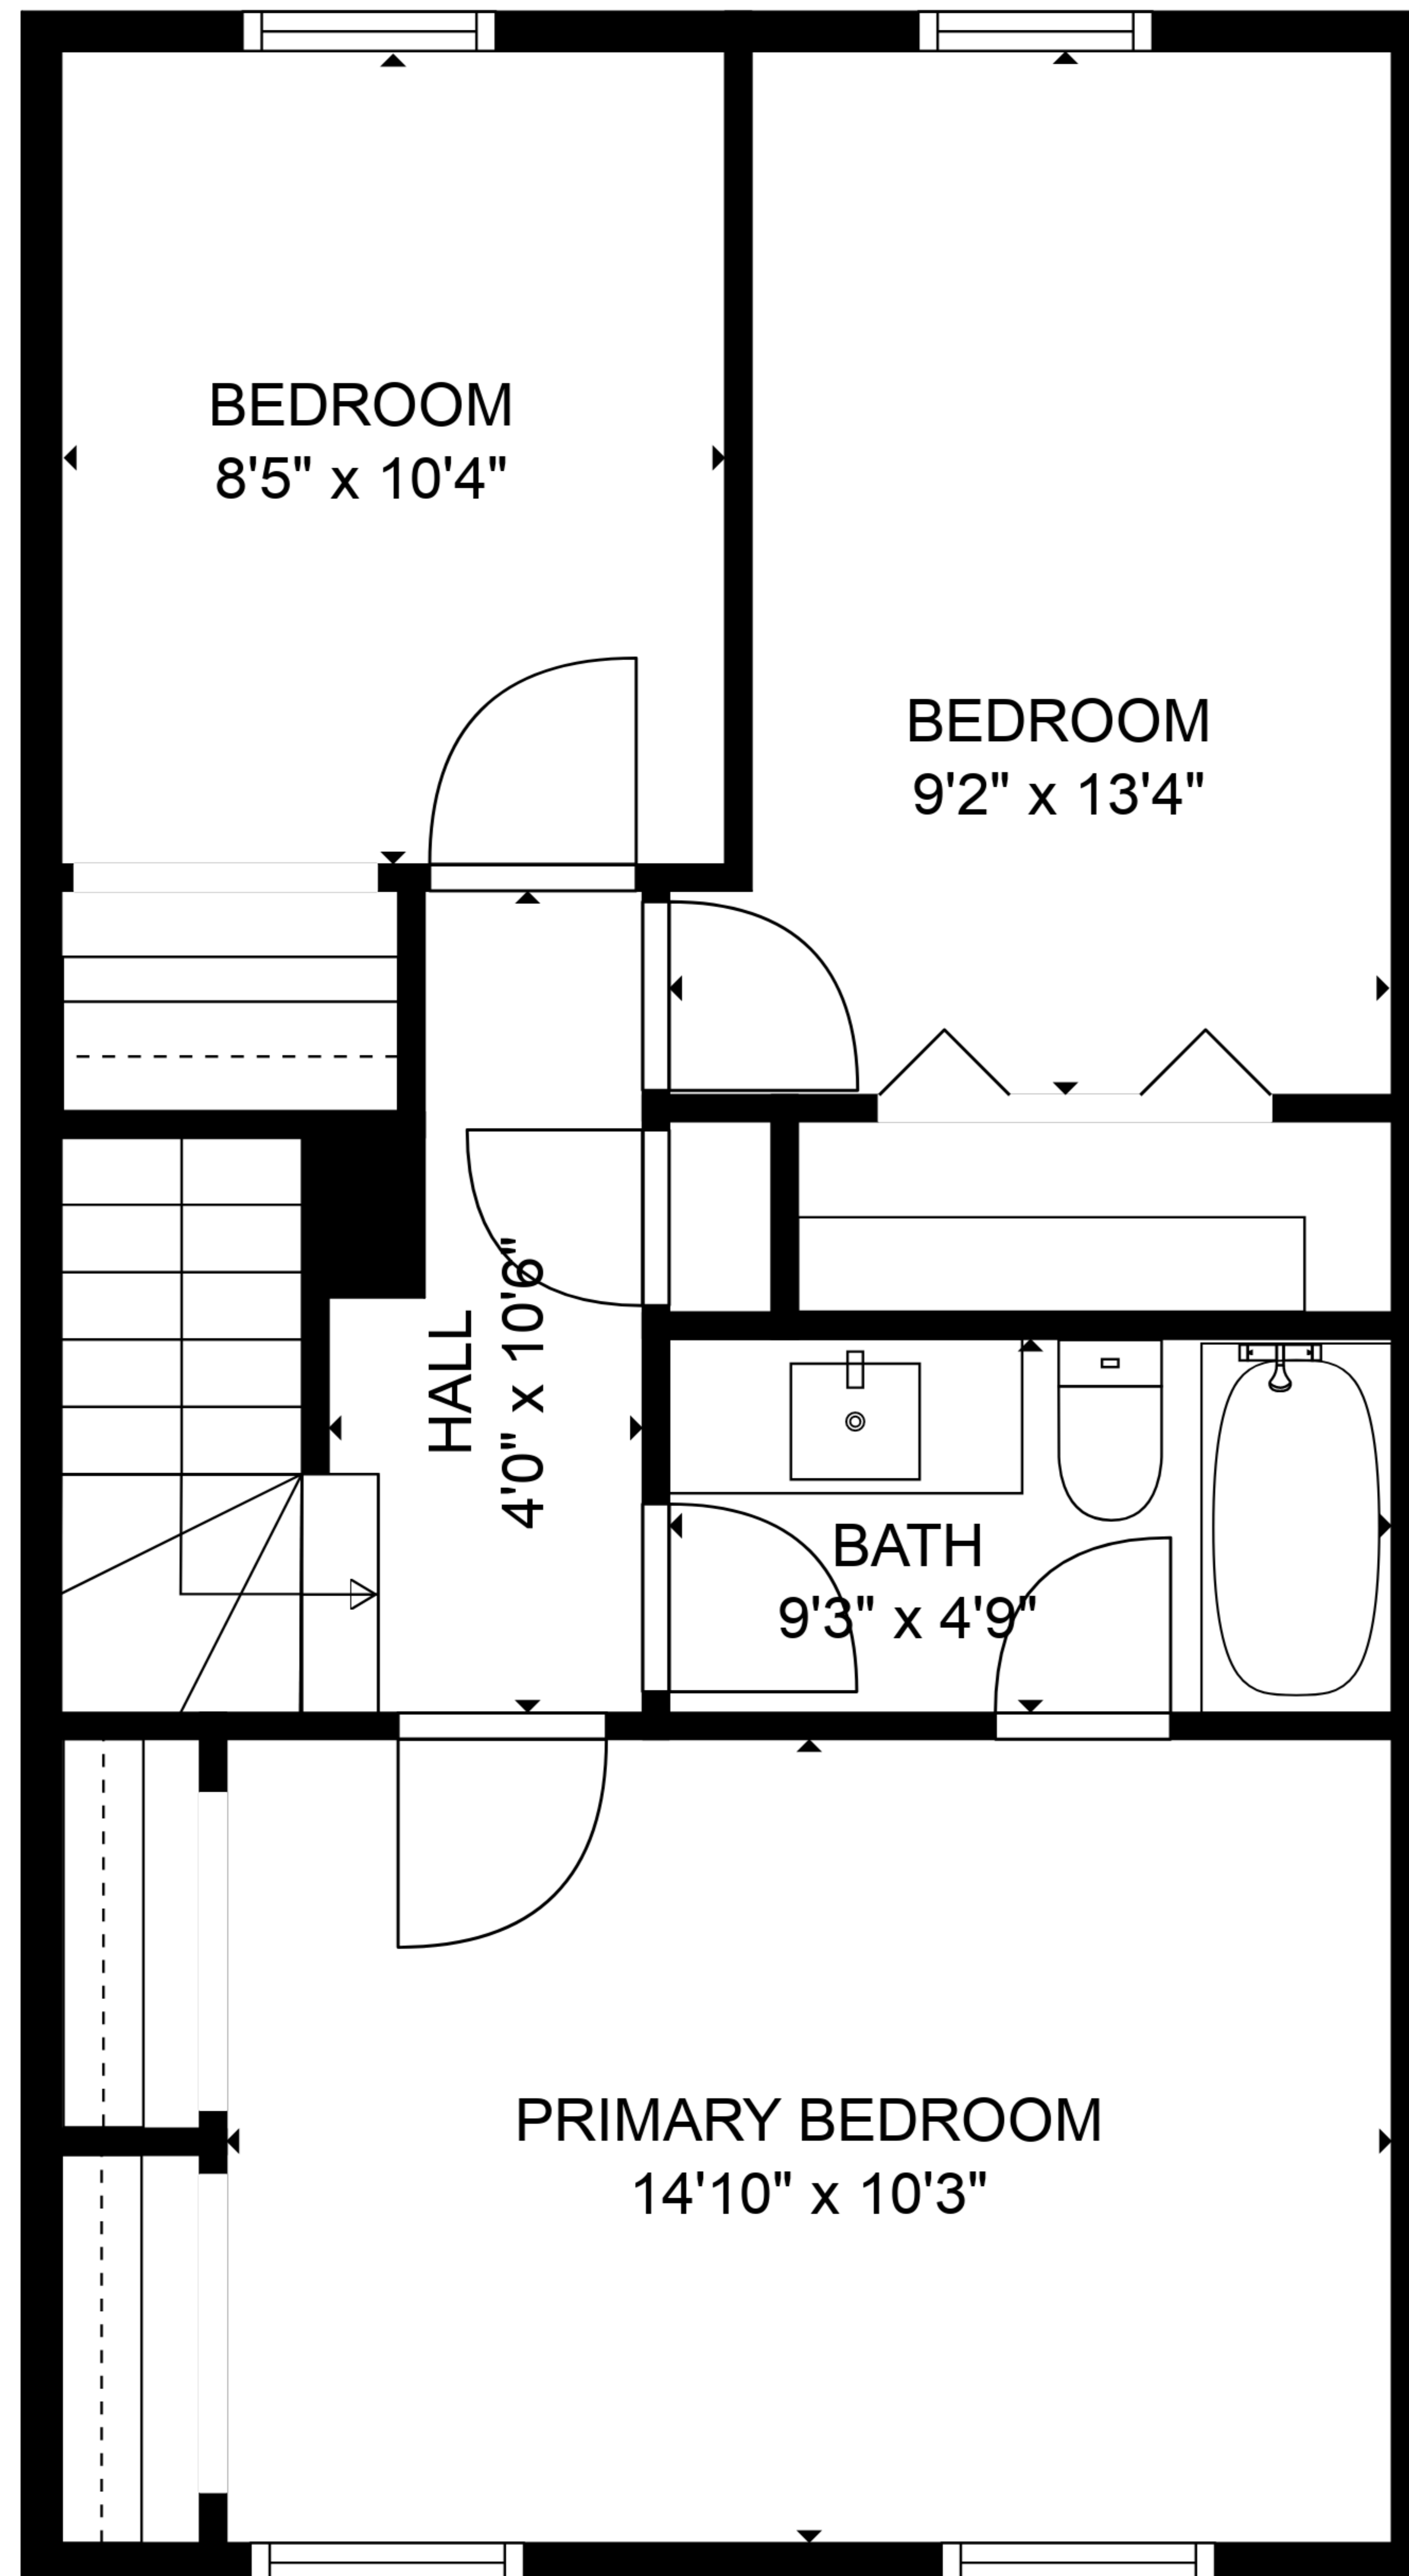 BEDROOM
8'5" x 10'4"
BEDROOM
9'2" x 13'4"
HALL
4'0" x 10'6"
BATH
9'3" x 4'9"
PRIMARY BEDROOM
14'10" x 10'3"